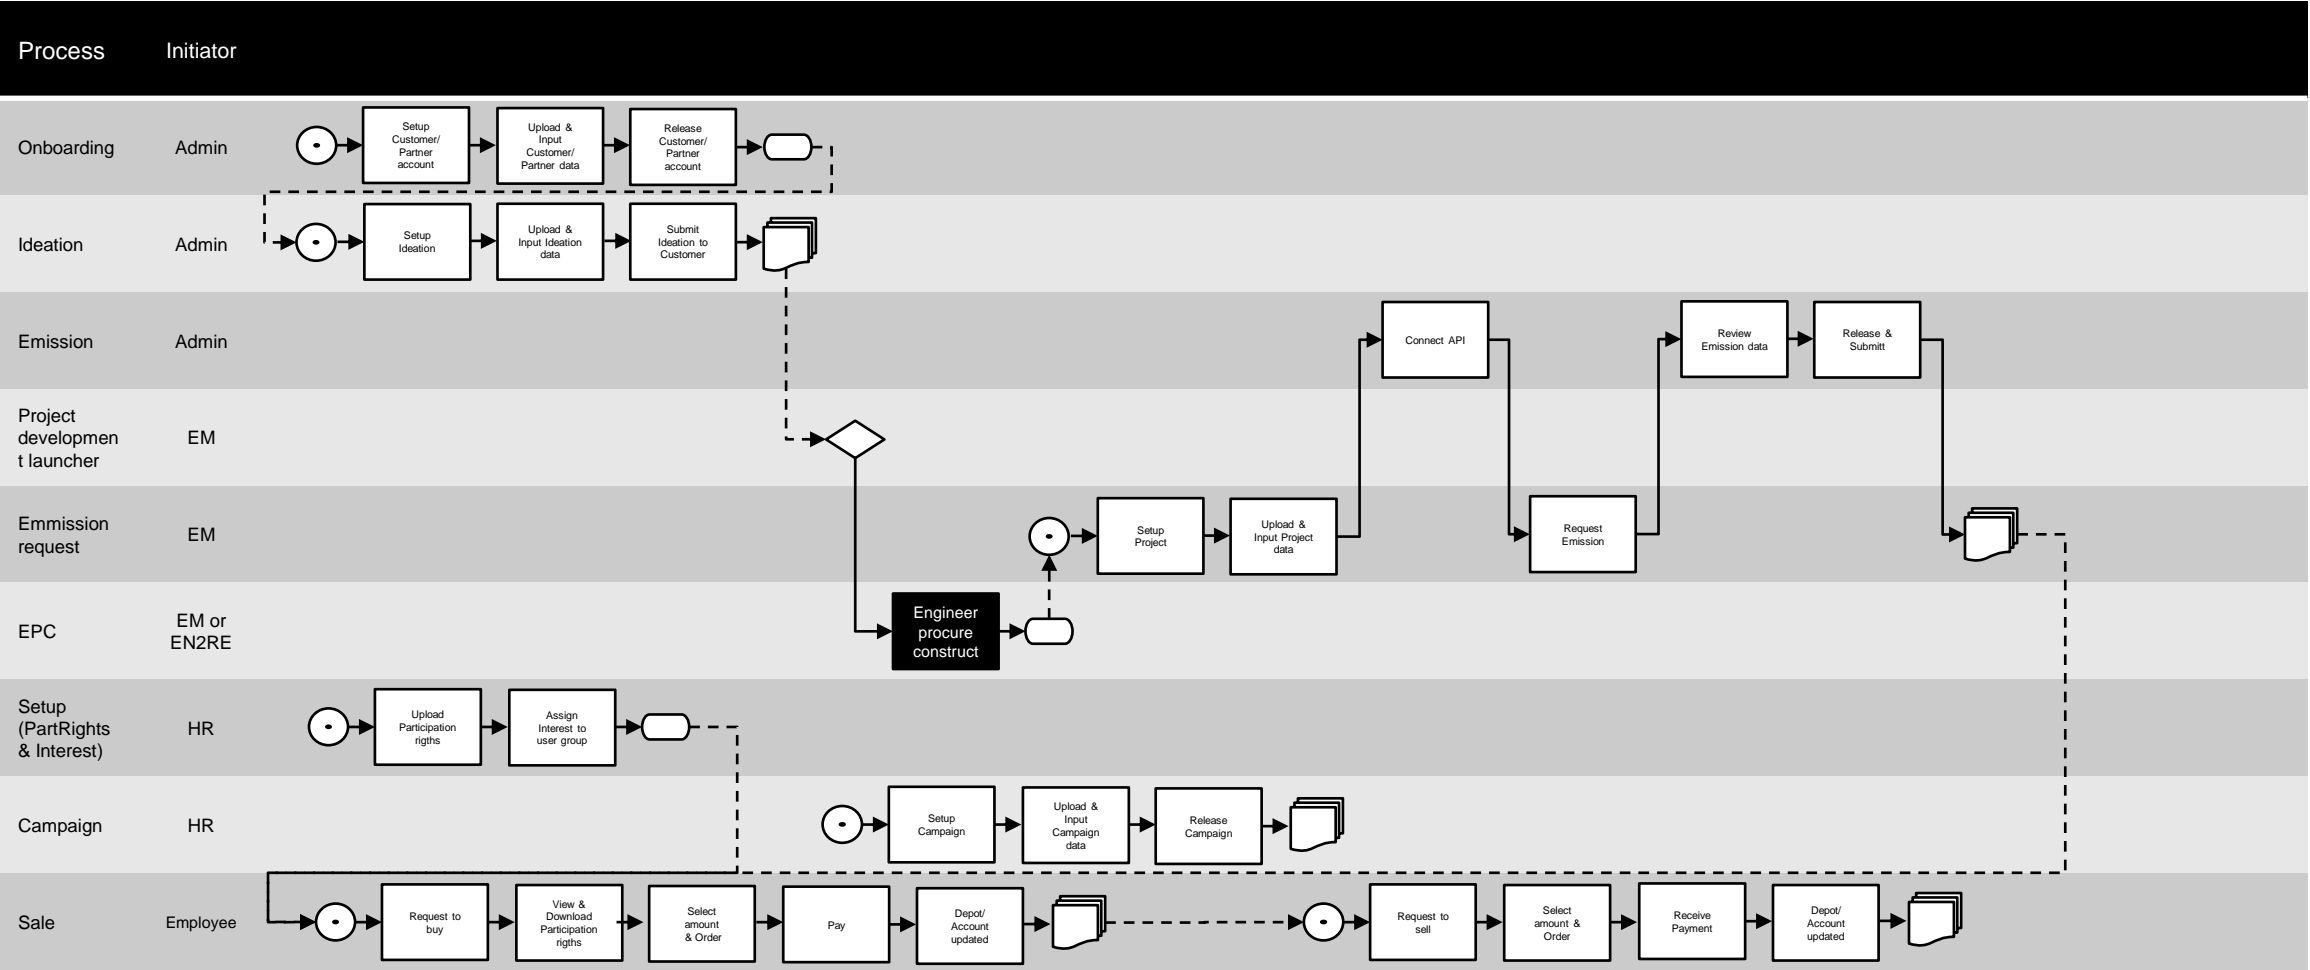 Process
Initiator
Onboarding
Admin
Setup
Customer/
Partner
account
Upload &
Input
Customer/
Partner data
Release
Customer/
Partner
account
Ideation
Admin
Setup
Ideation
Upload &
Input Ideation
data
Submit
Ideation to
Customer
Emission
Admin
Connect API
Review
Emission data
Release &
Submitt
Project
developmen
t launcher
EM
Emmission
request
EM
Setup
Project
Upload &
Input Project
data
Request
Emission
EPC
EM or
EN2RE
Engineer
procure
construct
Setup
(PartRights
& Interest)
HR
Upload
Participation
rigths
Assign
Interest to
user group
Campaign
HR
Setup
Campaign
Upload &
Input
Campaign
data
Release
Campaign
Sale
Employee
Request to
buy
View &
Download
Participation
rigths
Select
amount
& Order
Pay
Depot/
Account
updated
Request to
sell
Select
amount &
Order
Receive
Payment
Depot/
Account
updated